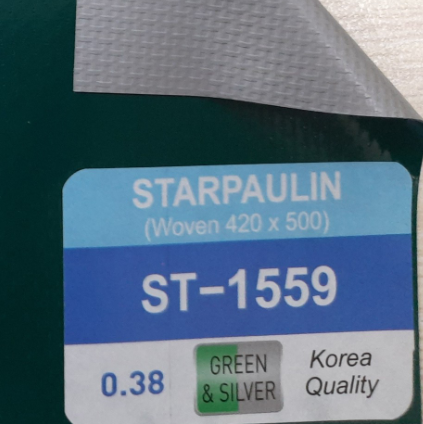 STARPAULIN
(Woven 420 x 500)
ST-1559
0.38
GREEN
& SILVER
Korea
Quality